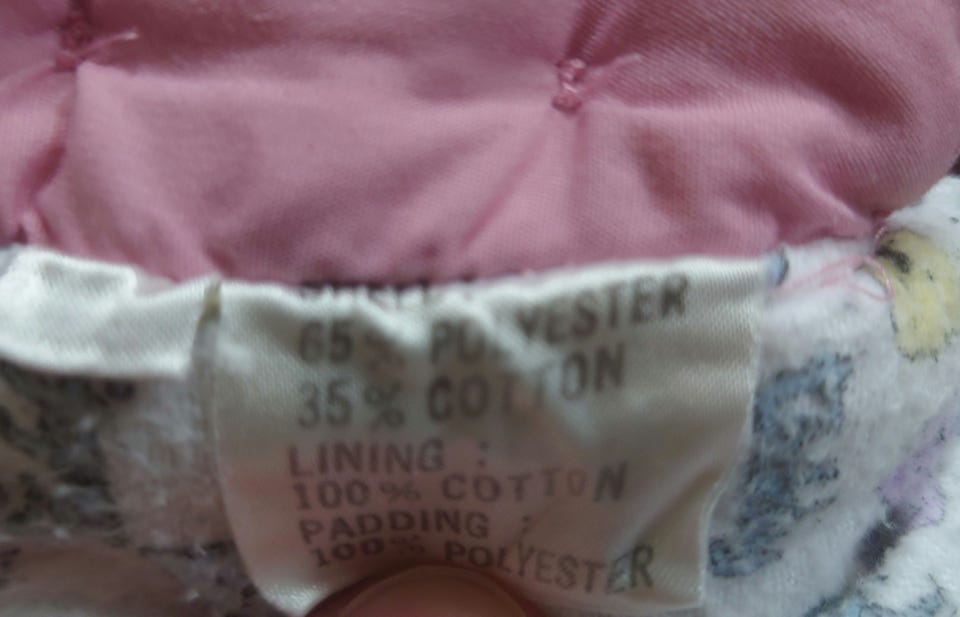 65% POLYESTER
35% COTTON
LINING :
100% COTTON
PADDING :
100% POLYESTER